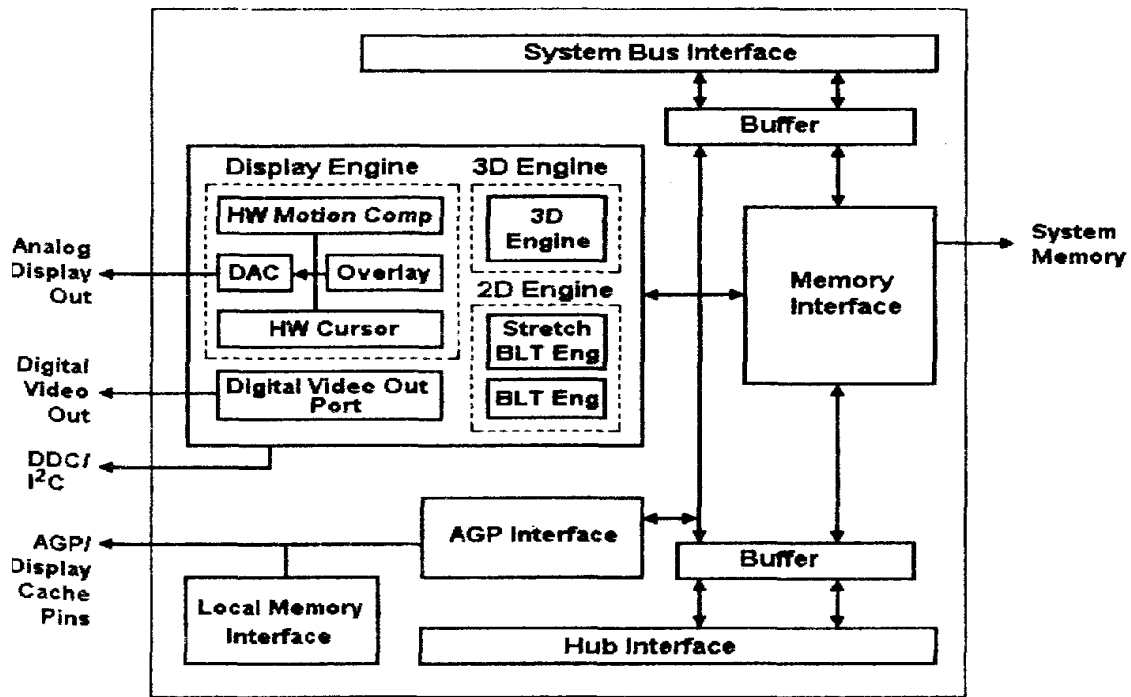 System Bus Interface
Buffer
Display Engine
3D Engine
HW Motion Comp
3D
Engine
Analog
Display
Out
DAC
Overlay
System
Memory
Memory
Interface
2D Engine
HW Cursor
Stretch
BLT Eng
Digital
Video
Out
Digital Video Out
Port
BLT Eng
DDC/
I²C
AGP Interface
AGP/
Display
Cache
Pins
Buffer
Local Memory
Interface
Hub Interface